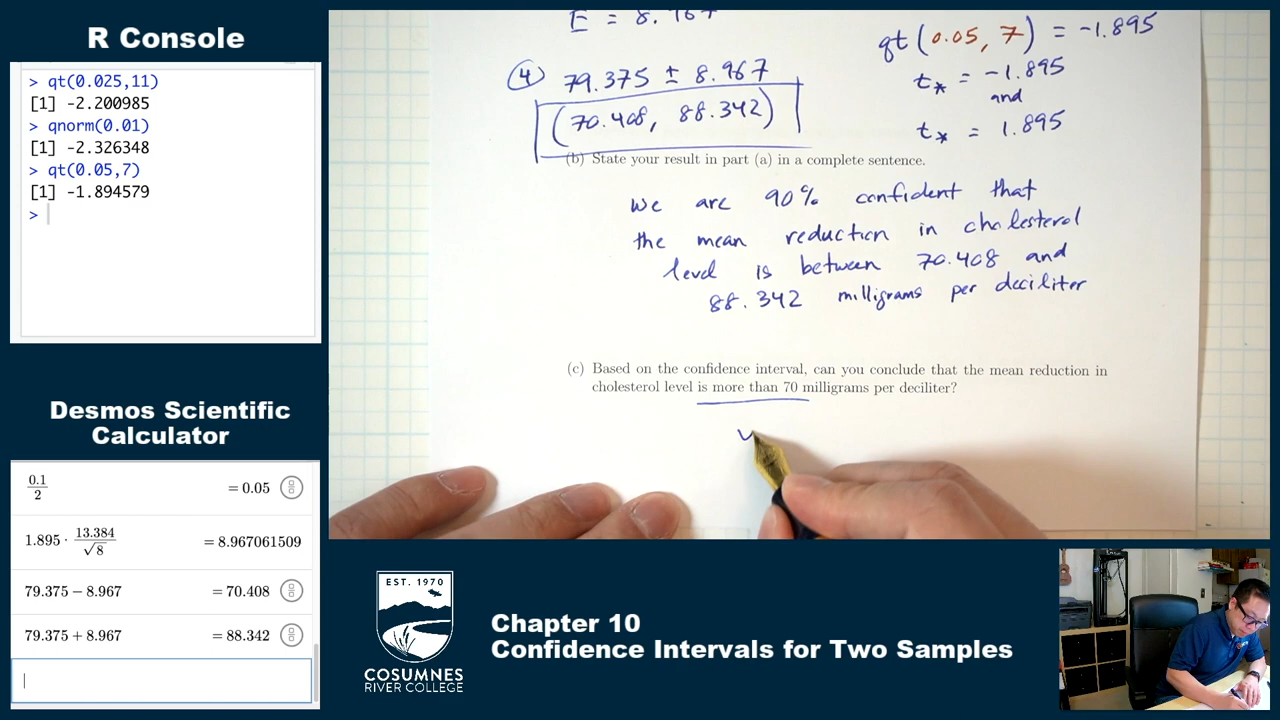 R Console
> qt(0.025,11)
[1] -2.200985
> qnorm(0.01)
[1] -2.326348
> qt(0.05,7)
[1] -1.894579
>
Desmos Scientific
Calculator
0.1
2
= 0.05
1.895 · 13.384
√8
= 8.967061509
79.375 − 8.967 = 70.408
79.375 + 8.967 = 88.342
E = 8.967
qt(0.05, 7) = -1.895
t* = -1.895
and
t* = 1.895
4 79.375 ± 8.967
(70.408, 88.342)
(b) State your result in part (a) in a complete sentence.
We are 90% confident that
the mean reduction in cholesterol
level is between 70.408 and
88.342 milligrams per deciliter
(c) Based on the confidence interval, can you conclude that the mean reduction in
cholesterol level is more than 70 milligrams per deciliter?
EST. 1970
COSUMNES
RIVER COLLEGE
Chapter 10
Confidence Intervals for Two Samples